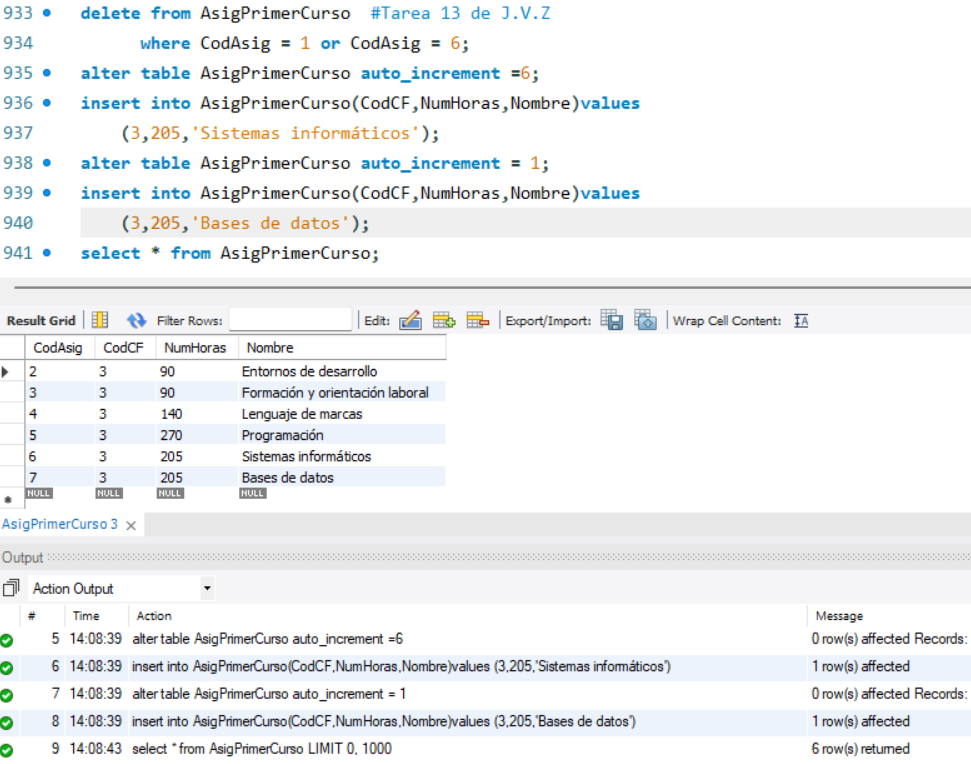 933 delete from AsigPrimerCurso #Tarea 13 de J.V.Z
934 where CodAsig = 1 or CodAsig = 6;
935 alter table AsigPrimerCurso auto_increment =6;
936 insert into AsigPrimerCurso(CodCF,NumHoras,Nombre)values
937 (3,205,'Sistemas informáticos');
938 alter table AsigPrimerCurso auto_increment = 1;
939 insert into AsigPrimerCurso(CodCF,NumHoras,Nombre)values
940 (3,205,'Bases de datos');
941 select * from AsigPrimerCurso;
Result Grid Filter Rows: Edit: Export/Import: Wrap Cell Content: IA
CodAsig CodCF NumHoras Nombre
2 3 90 Entornos de desarrollo
3 3 90 Formación y orientación laboral
4 3 140 Lenguaje de marcas
5 3 270 Programación
6 3 205 Sistemas informáticos
7 3 205 Bases de datos
NULL NULL NULL NULL
AsigPrimerCurso 3
Output
Action Output
# Time Action Message
5 14:08:39 alter table AsigPrimerCurso auto_increment =6 0 row(s) affected Records:
6 14:08:39 insert into AsigPrimerCurso(CodCF,NumHoras,Nombre)values (3,205,'Sistemas informáticos') 1 row(s) affected
7 14:08:39 alter table AsigPrimerCurso auto_increment = 1 0 row(s) affected Records:
8 14:08:39 insert into AsigPrimerCurso(CodCF,NumHoras,Nombre)values (3,205,'Bases de datos') 1 row(s) affected
9 14:08:43 select * from AsigPrimerCurso LIMIT 0, 1000 6 row(s) returned